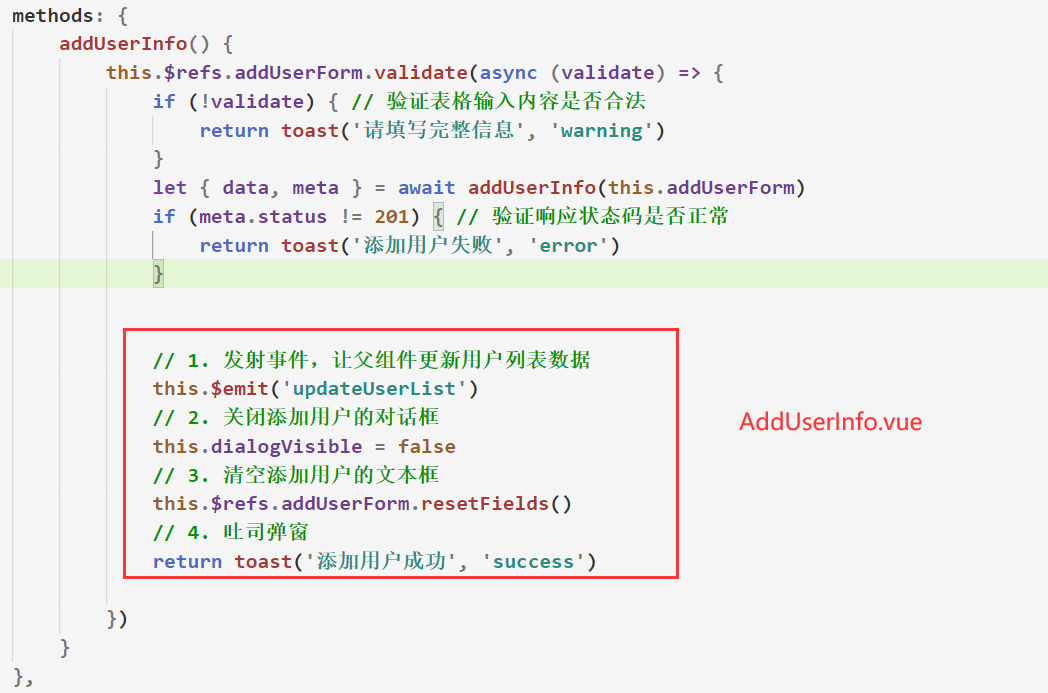 methods: {
addUserInfo() {
this.$refs.addUserForm.validate(async (validate) => {
if (!validate) { // 验证表格输入内容是否合法
return toast('请填写完整信息', 'warning')
}
let { data, meta } = await addUserInfo(this.addUserForm)
if (meta.status != 201) { // 验证响应状态码是否正常
return toast('添加用户失败', 'error')
}
// 1. 发射事件，让父组件更新用户列表数据
this.$emit('updateUserList')
// 2. 关闭添加用户的对话框
AddUserInfo.vue
this.dialogVisible = false
// 3. 清空添加用户的文本框
this.$refs.addUserForm.resetFields()
// 4. 吐司弹窗
return toast('添加用户成功', 'success')
})
}
},